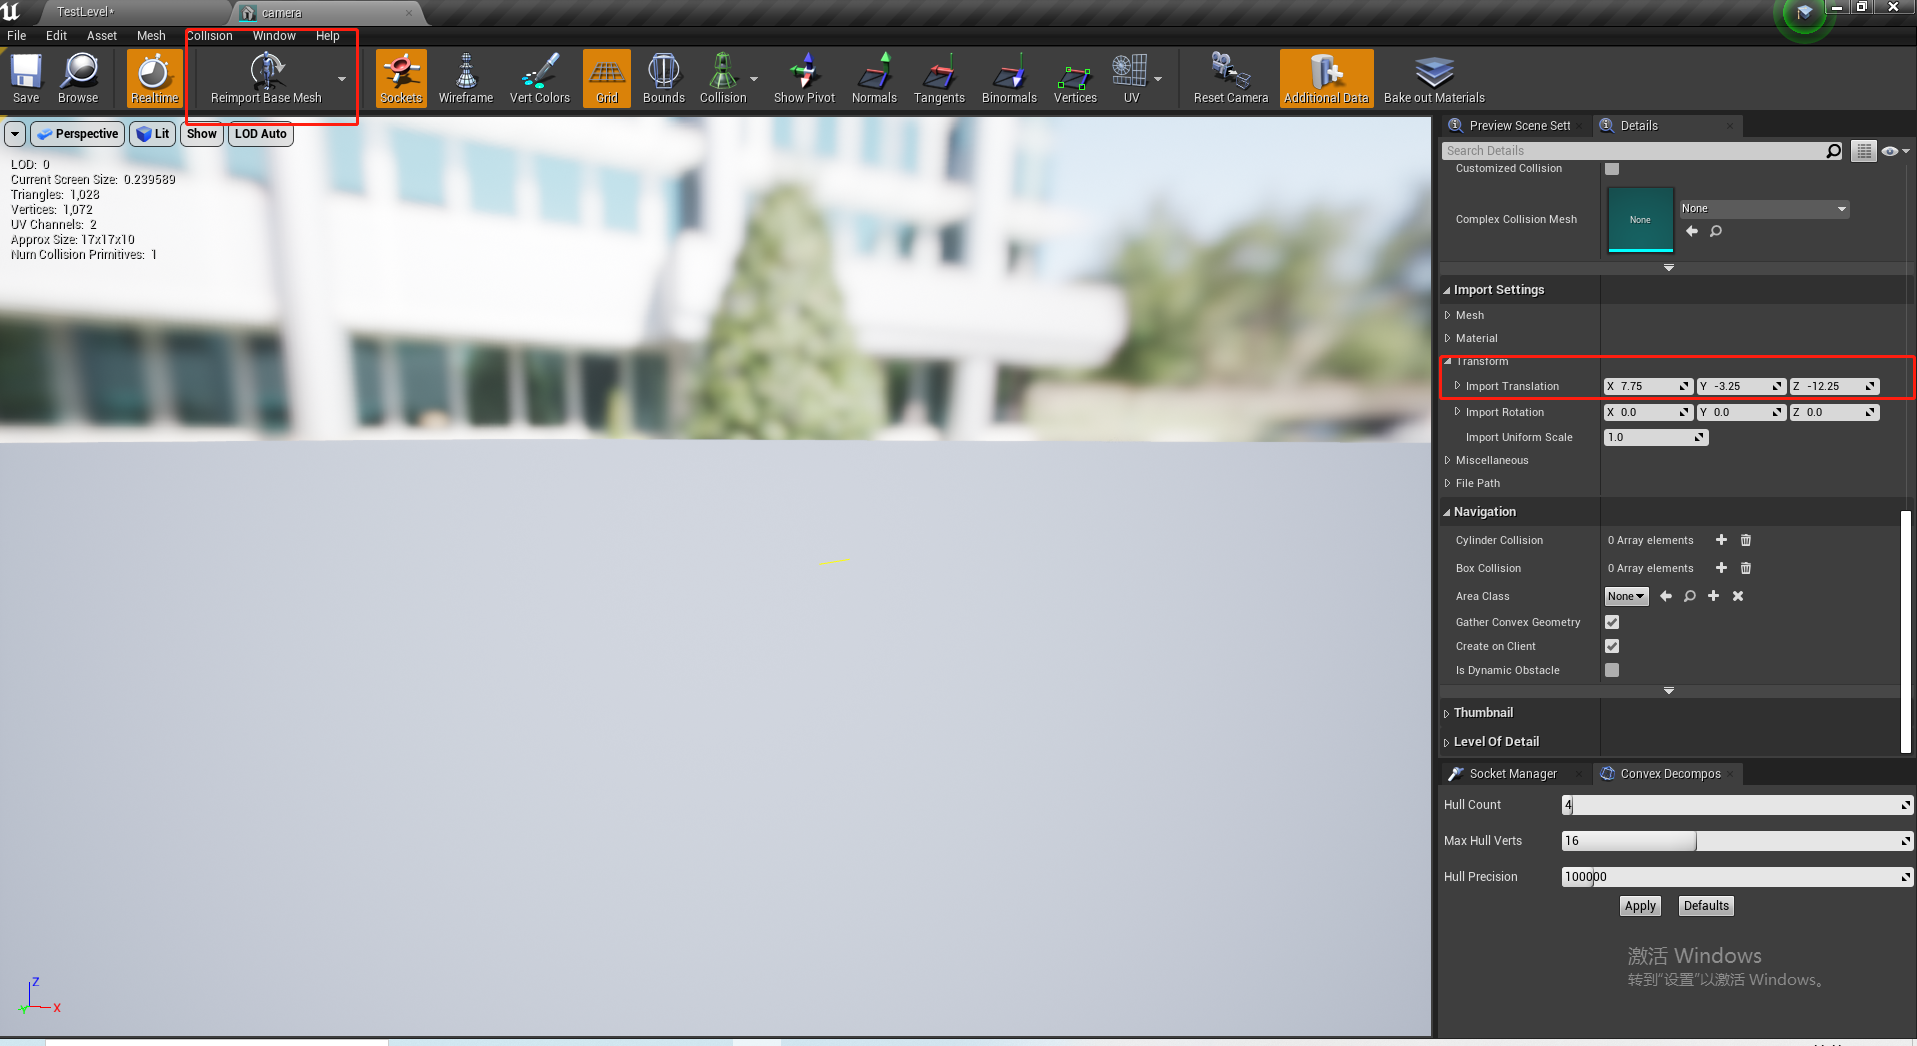 TestLevel*
camera
File Edit Asset Mesh Collision Window Help
Save Browse Realtime Reimport Base Mesh Sockets Wireframe Vert Colors Grid Bounds Collision Show Pivot Normals Tangents Binormals Vertices UV Reset Camera Additional Data Bake out Materials
Perspective Lit Show LOD Auto
LOD: 0
Current Screen Size: 0.239589
Triangles: 1,028
Vertices: 1,072
UV Channels: 2
Approx Size: 17x17x10
Num Collision Primitives: 1
Z
Y X
Preview Scene Sett Details
Search Details
Customized Collision
Complex Collision Mesh None None
Import Settings
Mesh
Material
Transform
Import Translation X 7.75 Y -3.25 Z -12.25
Import Rotation X 0.0 Y 0.0 Z 0.0
Import Uniform Scale 1.0
Miscellaneous
File Path
Navigation
Cylinder Collision 0 Array elements
Box Collision 0 Array elements
Area Class None
Gather Convex Geometry
Create on Client
Is Dynamic Obstacle
Thumbnail
Level Of Detail
Socket Manager Convex Decompos
Hull Count 4
Max Hull Verts 16
Hull Precision 100000
Apply Defaults
激活 Windows
转到"设置"以激活 Windows。